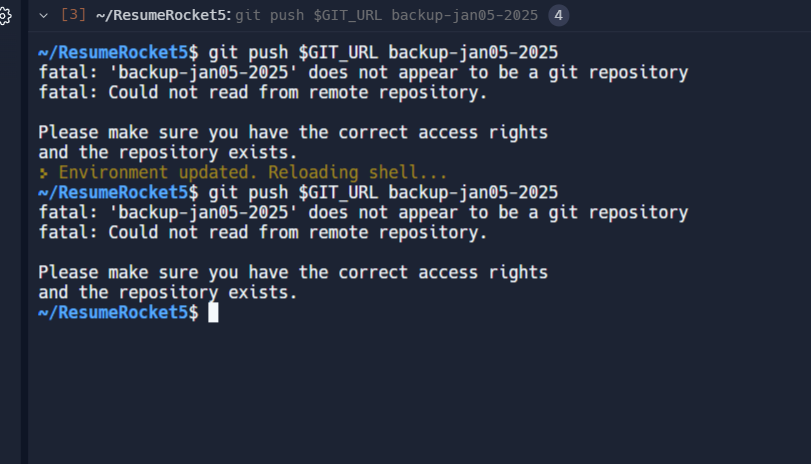 [3] ~/ResumeRocket5: git push $GIT_URL backup-jan05-2025 4
~/ResumeRocket5$ git push $GIT_URL backup-jan05-2025
fatal: 'backup-jan05-2025' does not appear to be a git repository
fatal: Could not read from remote repository.
Please make sure you have the correct access rights
and the repository exists.
Environment updated. Reloading shell...
~/ResumeRocket5$ git push $GIT_URL backup-jan05-2025
fatal: 'backup-jan05-2025' does not appear to be a git repository
fatal: Could not read from remote repository.
Please make sure you have the correct access rights
and the repository exists.
~/ResumeRocket5$